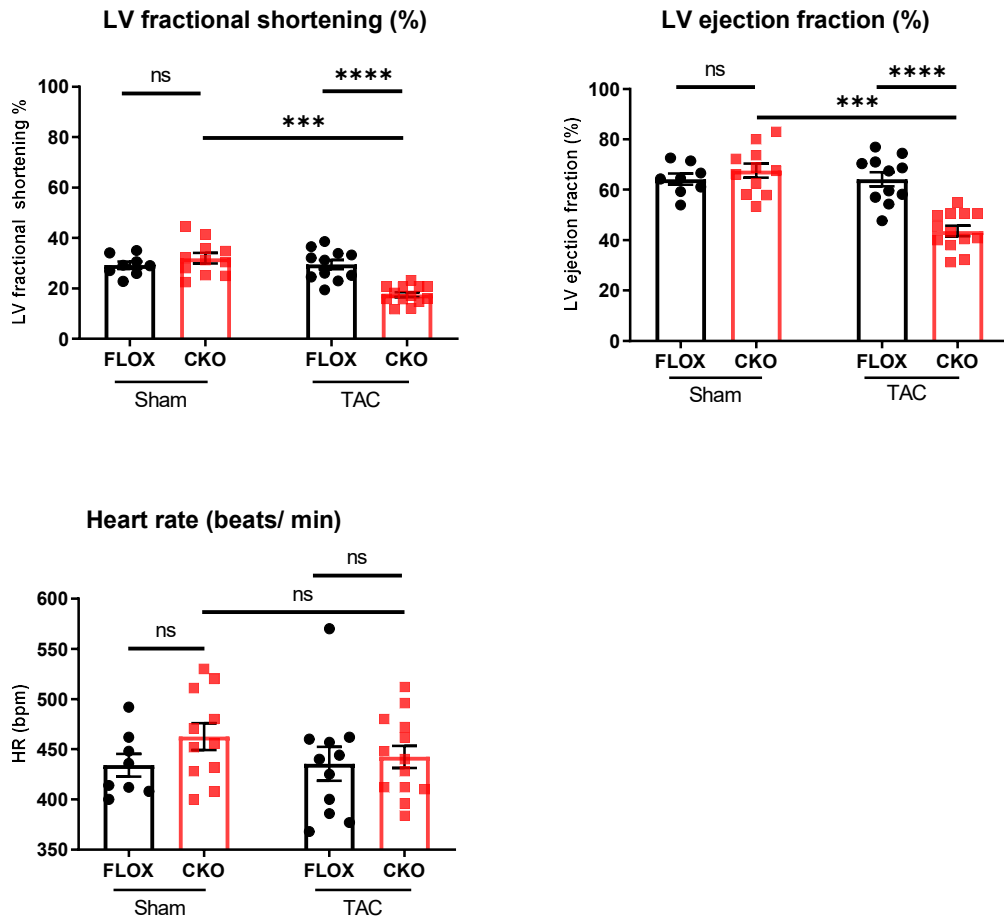 LV fractional shortening (%)
ns
****
***
LV fractional shortening %
100
80
60
40
20
0
FLOX CKO FLOX CKO
Sham TAC
LV ejection fraction (%)
ns
****
***
LV ejection fraction (%)
100
80
60
40
20
0
FLOX CKO FLOX CKO
Sham TAC
Heart rate (beats/ min)
ns
ns
ns
HR (bpm)
600
550
500
450
400
350
FLOX CKO FLOX CKO
Sham TAC